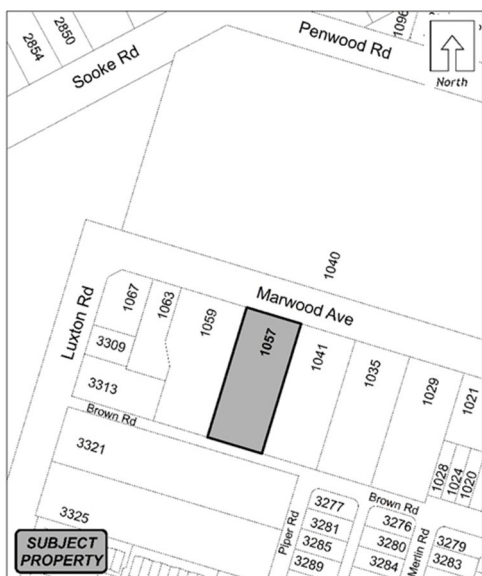 2850
2854
Sooke Rd
Penwood Rd
1096
North
1040
Marwood Ave
Luxton Rd
1067
1063
1059
1057
1041
1035
1029
1021
3309
3313
Brown Rd
3321
1028
1024
1020
3325
Brown Rd
Piper Rd
3277
3281
3285
3289
3276
3280
3284
Merlin Rd
3279
3283
SUBJECT
PROPERTY